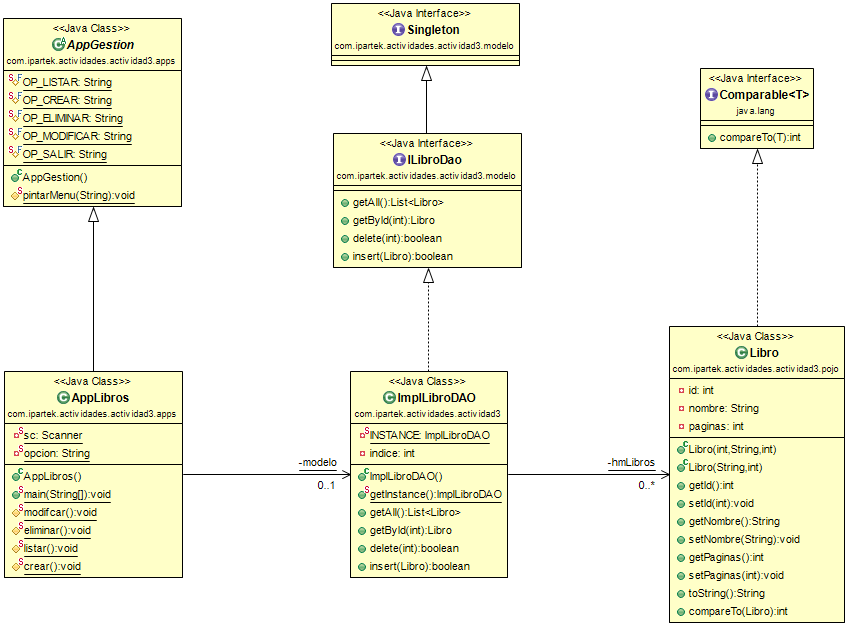 <<Java Class>>
AppGestion
com.ipartek.actividades.actividad3.apps
OP_LISTAR: String
OP_CREAR: String
OP_ELIMINAR: String
OP_MODIFICAR: String
OP_SALIR: String
AppGestion()
pintarMenu(String):void
<<Java Interface>>
Singleton
com.ipartek.actividades.actividad3.modelo
<<Java Interface>>
ILibroDao
com.ipartek.actividades.actividad3.modelo
getAll():List<Libro>
getById(int):Libro
delete(int):boolean
insert(Libro):boolean
<<Java Interface>>
Comparable<T>
java.lang
compareTo(T):int
<<Java Class>>
AppLibros
com.ipartek.actividades.actividad3.apps
sc: Scanner
opcion: String
AppLibros()
main(String[]):void
modifcar():void
eliminar():void
listar():void
crear():void
-modelo
0..1
<<Java Class>>
ImplLibroDAO
com.ipartek.actividades.actividad3
INSTANCE: ImplLibroDAO
indice: int
ImplLibroDAO()
getInstance():ImplLibroDAO
getAll():List<Libro>
getById(int):Libro
delete(int):boolean
insert(Libro):boolean
-hmLibros
0..*
<<Java Class>>
Libro
com.ipartek.actividades.actividad3.pojo
id: int
nombre: String
paginas: int
Libro(int,String,int)
Libro(String,int)
getId():int
setId(int):void
getNombre():String
setNombre(String):void
getPaginas():int
setPaginas(int):void
toString():String
compareTo(Libro):int